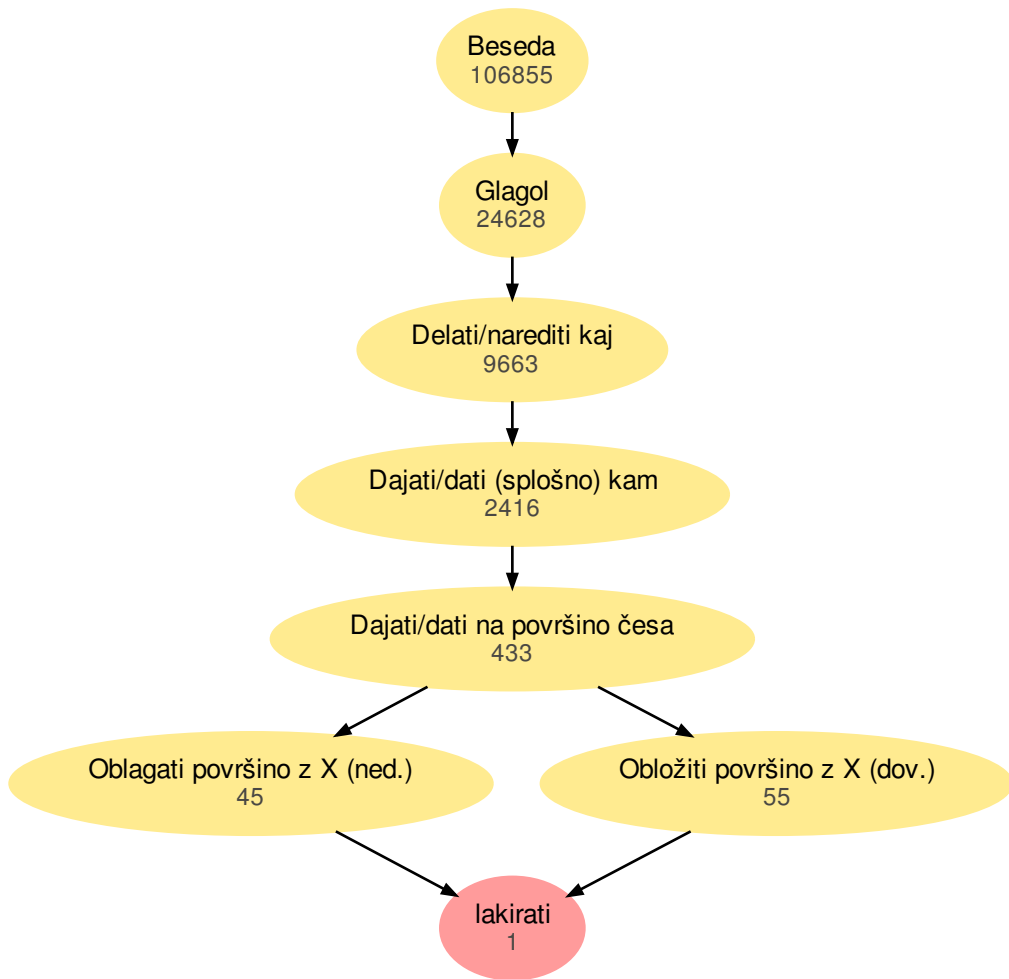 Beseda
106855
Glagol
24628
Delati/narediti kaj
9663
Dajati/dati (splošno) kam
2416
Dajati/dati na površino česa
433
Oblagati površino z X (ned.)
45
Obložiti površino z X (dov.)
55
lakirati
1